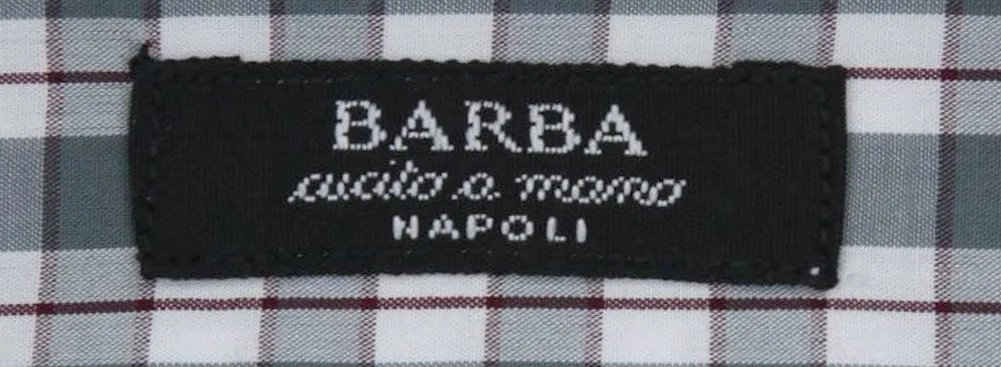 BARBA
cucito a mano
NAPOLI